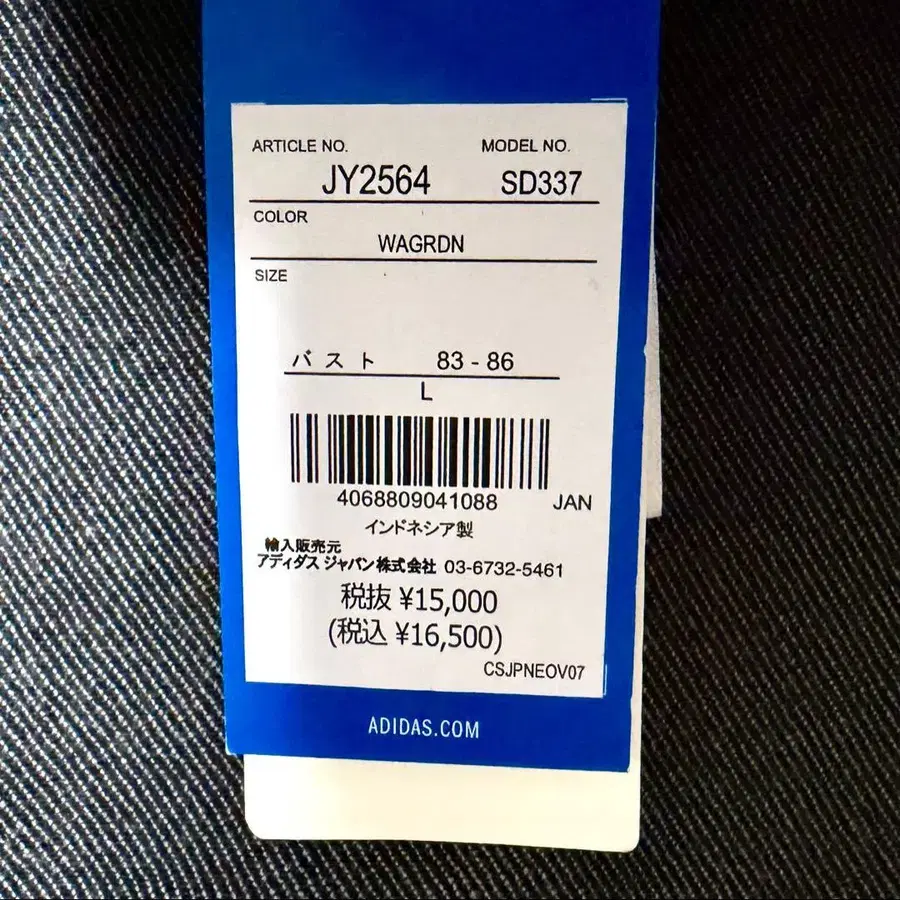 ARTICLE NO. MODEL NO.
JY2564 SD337
COLOR
WAGRDN
SIZE
バスト 83 - 86
L
4068809041088 JAN
インドネシア製
輸入販売元
アディダス ジャパン株式会社 03-6732-5461
税抜 ¥15,000
(税込 ¥16,500)
CSJPNEOV07
ADIDAS.COM